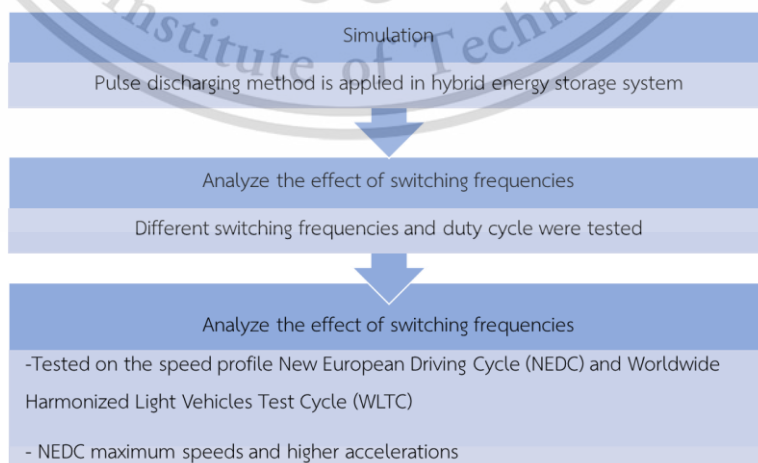 Institute of Techn
Simulation
Pulse discharging method is applied in hybrid energy storage system
Analyze the effect of switching frequencies
Different switching frequencies and duty cycle were tested
Analyze the effect of switching frequencies
-Tested on the speed profile New European Driving Cycle (NEDC) and Worldwide
Harmonized Light Vehicles Test Cycle (WLTC)
- NEDC maximum speeds and higher accelerations